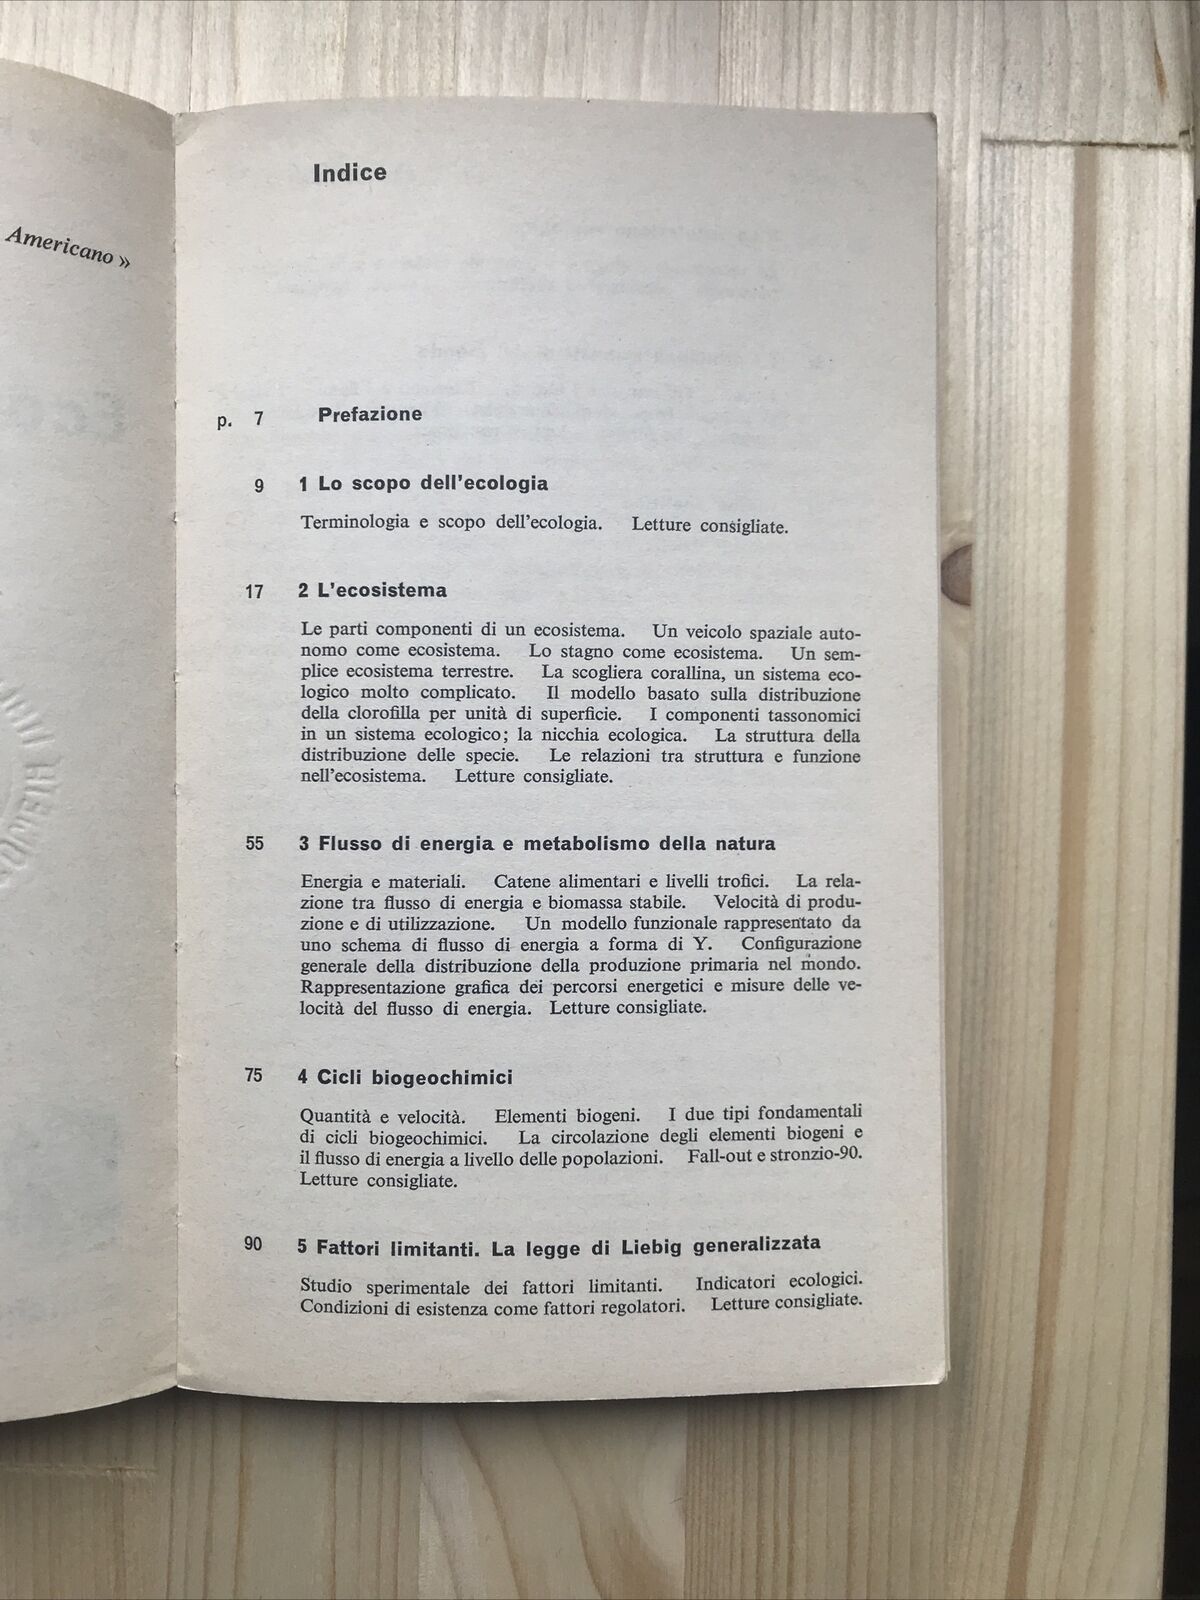 Americano »
Indice
p. 7 Prefazione
9 1 Lo scopo dell'ecologia
Terminologia e scopo dell'ecologia. Letture consigliate.
17 2 L'ecosistema
Le parti componenti di un ecosistema. Un veicolo spaziale auto-
nomo come ecosistema. Lo stagno come ecosistema. Un sem-
plice ecosistema terrestre. La scogliera corallina, un sistema eco-
logico molto complicato. Il modello basato sulla distribuzione
della clorofilla per unità di superficie. I componenti tassonomici
in un sistema ecologico; la nicchia ecologica. La struttura della
distribuzione delle specie. Le relazioni tra struttura e funzione
nell'ecosistema. Letture consigliate.
55 3 Flusso di energia e metabolismo della natura
Energia e materiali. Catene alimentari e livelli trofici. La rela-
zione tra flusso di energia e biomassa stabile. Velocità di produ-
zione e di utilizzazione. Un modello funzionale rappresentato da
uno schema di flusso di energia a forma di Y. Configurazione
generale della distribuzione della produzione primaria nel mondo.
Rappresentazione grafica dei percorsi energetici e misure delle ve-
locità del flusso di energia. Letture consigliate.
75 4 Cicli biogeochimici
Quantità e velocità. Elementi biogeni. I due tipi fondamentali
di cicli biogeochimici. La circolazione degli elementi biogeni e
il flusso di energia a livello delle popolazioni. Fall-out e stronzio-90.
Letture consigliate.
90 5 Fattori limitanti. La legge di Liebig generalizzata
Studio sperimentale dei fattori limitanti. Indicatori ecologici.
Condizioni di esistenza come fattori regolatori. Letture consigliate.